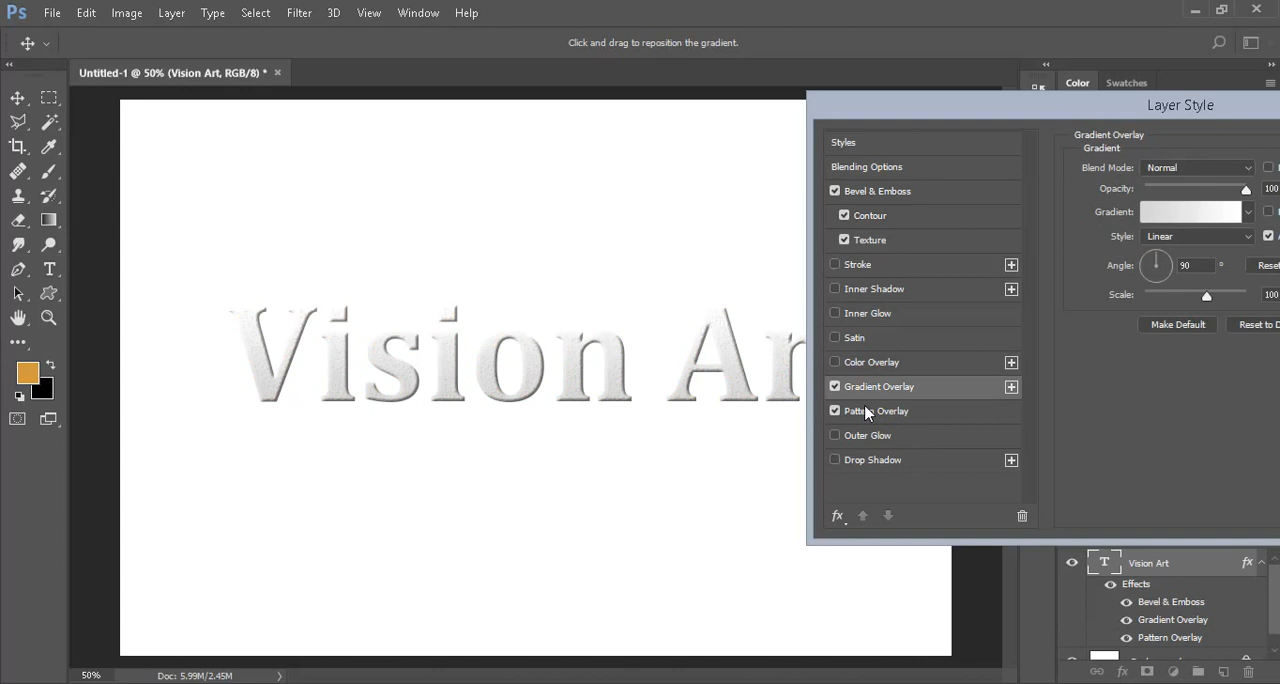 Ps File Edit Image Layer Type Select Filter 3D View Window Help
Click and drag to reposition the gradient.
Untitled-1 @ 50% (Vision Art, RGB/8) *
Color Swatches
Layer Style
Styles
Blending Options
Bevel & Emboss
Contour
Texture
Stroke
Inner Shadow
Inner Glow
Satin
Color Overlay
Gradient Overlay
Pattern Overlay
Outer Glow
Drop Shadow
fx
Gradient Overlay
Gradient
Blend Mode: Normal
Opacity: 100
Gradient:
Style: Linear
Angle: 90 ° Reset
Scale: 100
Make Default Reset to D
Vision Ar
T Vision Art fx
Effects
Bevel & Emboss
Gradient Overlay
Pattern Overlay
50% Doc: 5.99M/2.45M
fx